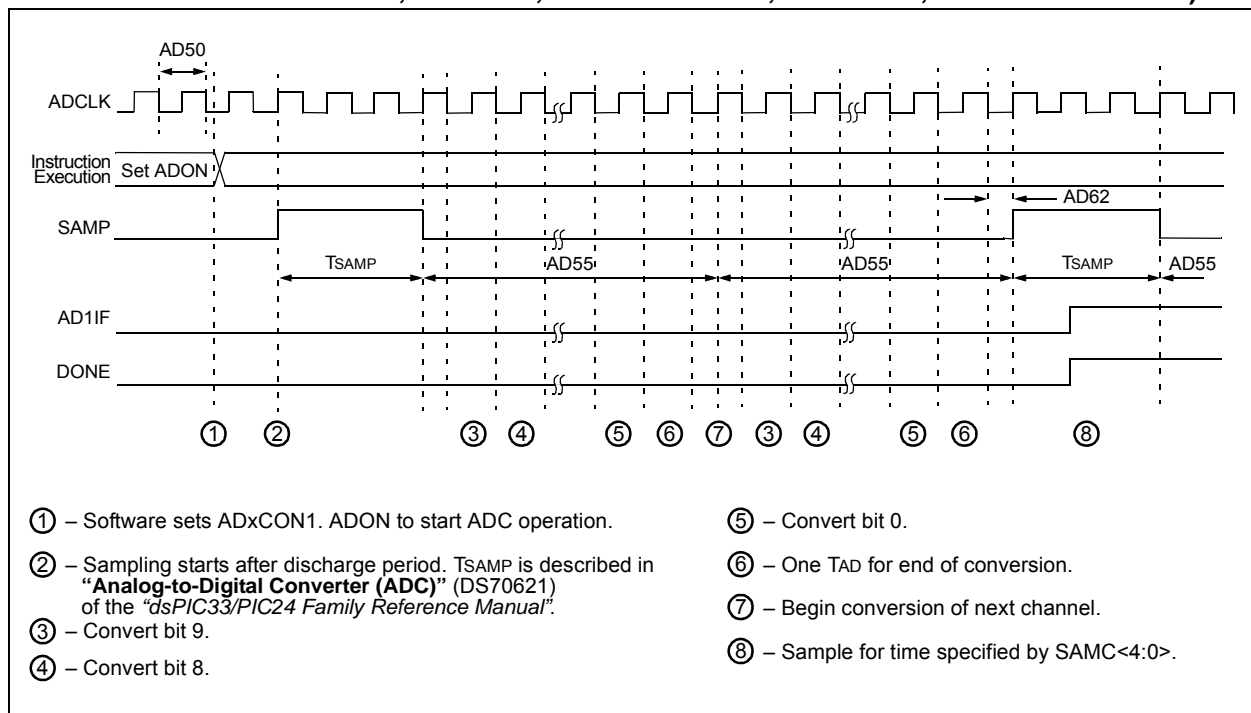 AD50
ADCLK
Instruction
Execution
Set ADON
AD62
SAMP
TSAMP
AD55
AD55
TSAMP
AD55
AD1IF
DONE
1 2 3 4 5 6 7 3 4 5 6 8
1 – Software sets ADxCON1. ADON to start ADC operation.
2 – Sampling starts after discharge period. TSAMP is described in
“Analog-to-Digital Converter (ADC)” (DS70621)
of the “dsPIC33/PIC24 Family Reference Manual”.
3 – Convert bit 9.
4 – Convert bit 8.
5 – Convert bit 0.
6 – One TAD for end of conversion.
7 – Begin conversion of next channel.
8 – Sample for time specified by SAMC<4:0>.